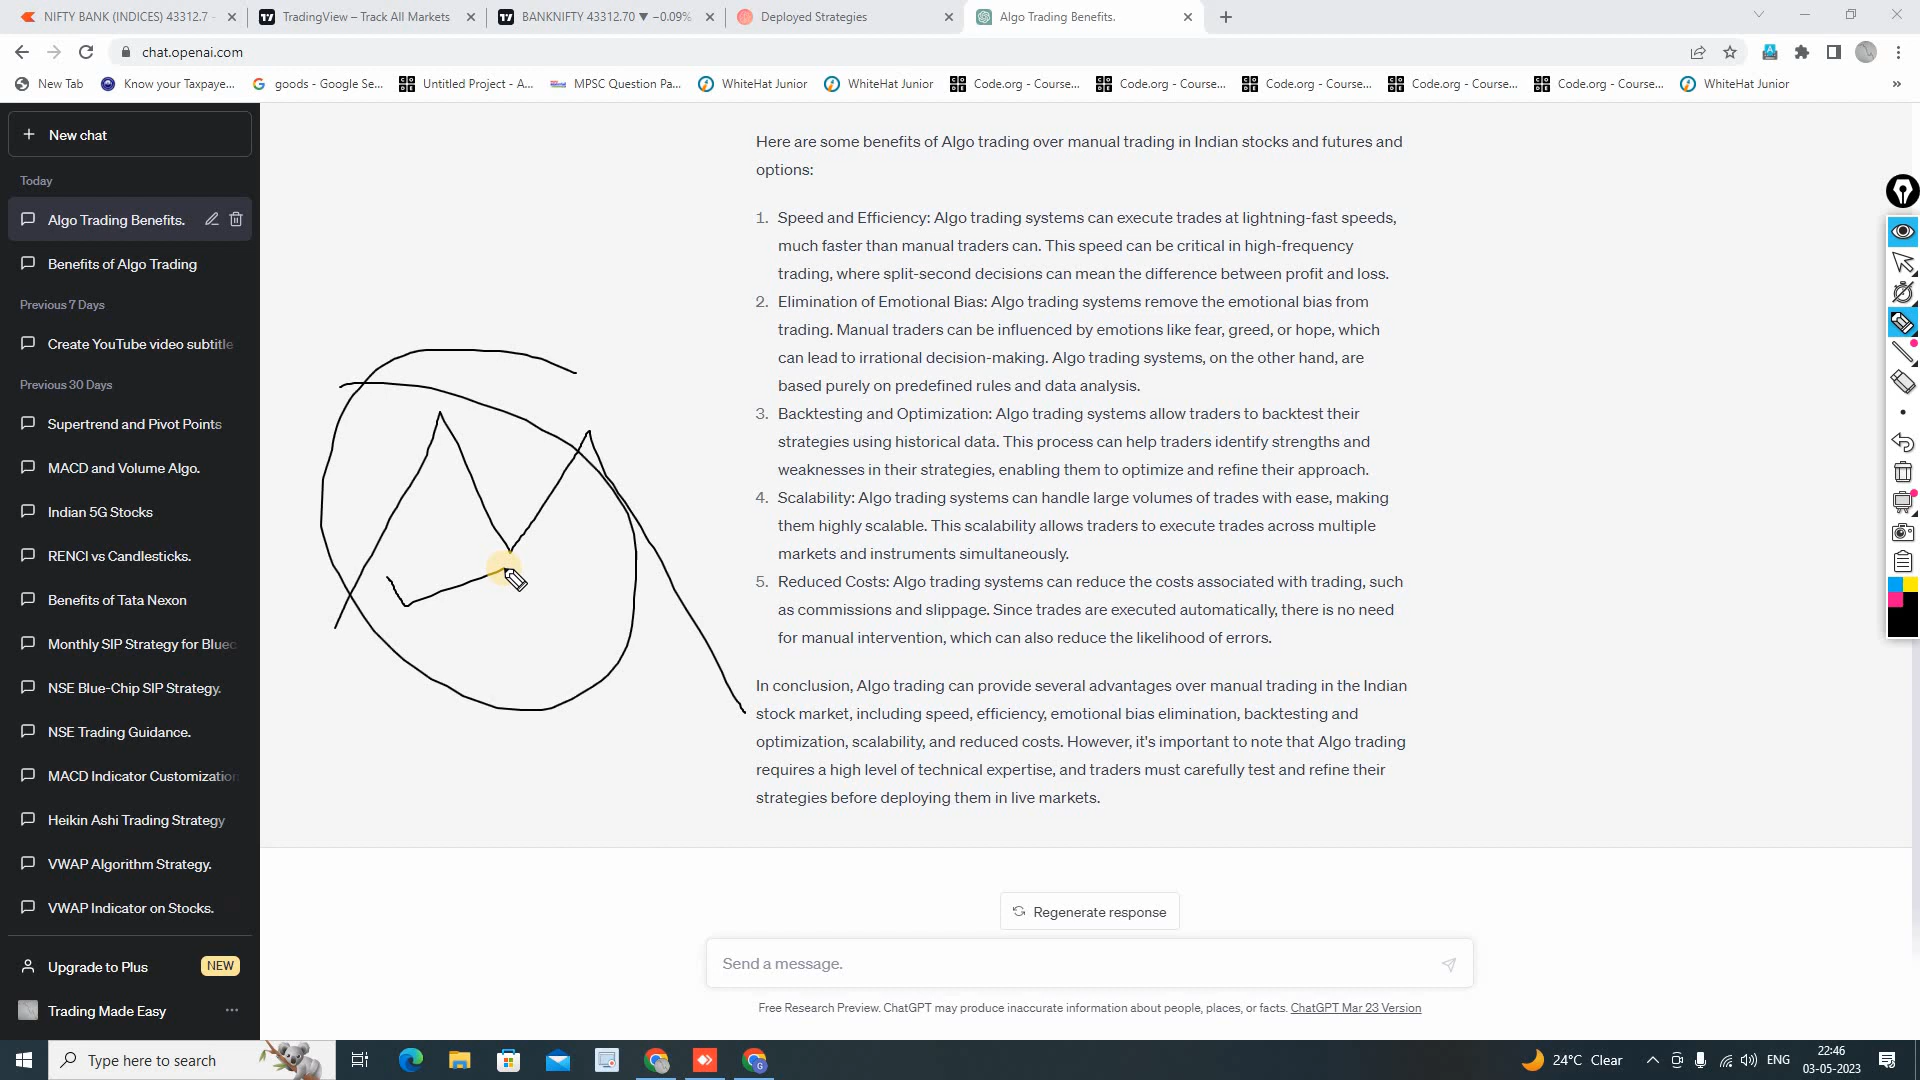 NIFTY BANK (INDICES) 43312.7 -
TradingView – Track All Markets
BANKNIFTY 43312.70 ▼ −0.09%
Deployed Strategies
Algo Trading Benefits.
chat.openai.com
New Tab
Know your Taxpaye...
goods - Google Se...
Untitled Project - A...
MPSC Question Pa...
WhiteHat Junior
WhiteHat Junior
Code.org - Course...
Code.org - Course...
Code.org - Course...
Code.org - Course...
Code.org - Course...
WhiteHat Junior
»
+ New chat
Today
Algo Trading Benefits.
Benefits of Algo Trading
Previous 7 Days
Create YouTube video subtitle
Previous 30 Days
Supertrend and Pivot Points
MACD and Volume Algo.
Indian 5G Stocks
RENCI vs Candlesticks.
Benefits of Tata Nexon
Monthly SIP Strategy for Bluec
NSE Blue-Chip SIP Strategy.
NSE Trading Guidance.
MACD Indicator Customization
Heikin Ashi Trading Strategy
VWAP Algorithm Strategy.
VWAP Indicator on Stocks.
Upgrade to Plus NEW
Trading Made Easy ...
Here are some benefits of Algo trading over manual trading in Indian stocks and futures and
options:
1. Speed and Efficiency: Algo trading systems can execute trades at lightning-fast speeds,
much faster than manual traders can. This speed can be critical in high-frequency
trading, where split-second decisions can mean the difference between profit and loss.
2. Elimination of Emotional Bias: Algo trading systems remove the emotional bias from
trading. Manual traders can be influenced by emotions like fear, greed, or hope, which
can lead to irrational decision-making. Algo trading systems, on the other hand, are
based purely on predefined rules and data analysis.
3. Backtesting and Optimization: Algo trading systems allow traders to backtest their
strategies using historical data. This process can help traders identify strengths and
weaknesses in their strategies, enabling them to optimize and refine their approach.
4. Scalability: Algo trading systems can handle large volumes of trades with ease, making
them highly scalable. This scalability allows traders to execute trades across multiple
markets and instruments simultaneously.
5. Reduced Costs: Algo trading systems can reduce the costs associated with trading, such
as commissions and slippage. Since trades are executed automatically, there is no need
for manual intervention, which can also reduce the likelihood of errors.
In conclusion, Algo trading can provide several advantages over manual trading in the Indian
stock market, including speed, efficiency, emotional bias elimination, backtesting and
optimization, scalability, and reduced costs. However, it's important to note that Algo trading
requires a high level of technical expertise, and traders must carefully test and refine their
strategies before deploying them in live markets.
Regenerate response
Send a message.
Free Research Preview. ChatGPT may produce inaccurate information about people, places, or facts. ChatGPT Mar 23 Version
Type here to search
24°C Clear
ENG
22:46
03-05-2023